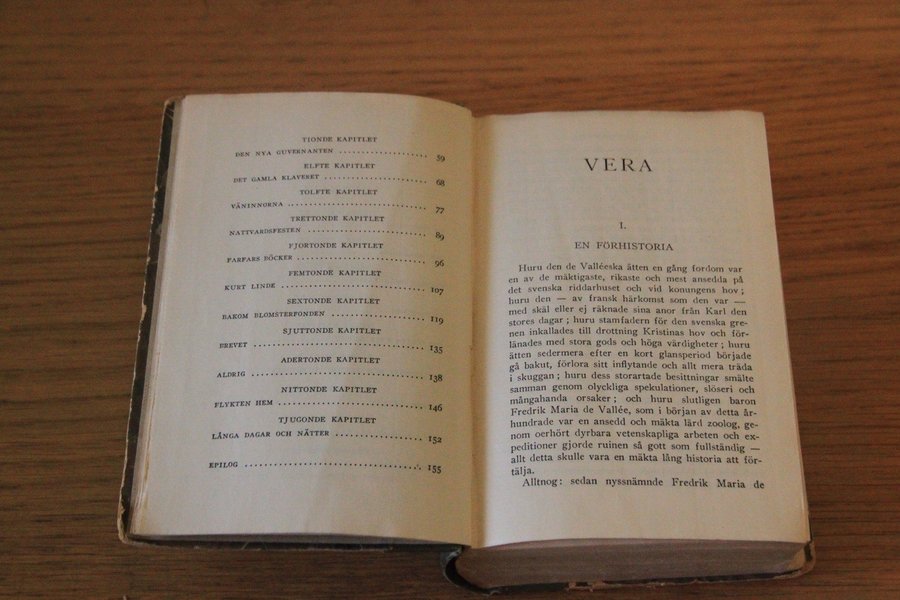 TIONDE KAPITLET
DEN NYA GUVERNANTEN .................... 59
ELFTE KAPITLET
DET GAMLA KLAVERET ....................... 68
TOLFTE KAPITLET
VÄNINNORNA ................................ 77
TRETTONDE KAPITLET
NATTVARDSFESTEN ........................... 89
FJORTONDE KAPITLET
FARFARS BÖCKER ............................ 96
FEMTONDE KAPITLET
KURT LINDE ................................ 107
SEXTONDE KAPITLET
BAKOM BLOMSTERFONDEN ..................... 119
SJUTTONDE KAPITLET
BREVET .................................... 135
ADERTONDE KAPITLET
ALDRIG .................................... 138
NITTONDE KAPITLET
FLYKTEN HEM ............................... 146
TJUGONDE KAPITLET
LÅNGA DAGAR OCH NÄTTER ................... 152
EPILOG .................................... 155
VERA
1.
EN FÖRHISTORIA
Huru den de Valléeska ätten en gång fordom var
en av de mäktigaste, rikaste och mest ansedda på
det svenska riddarhuset och vid konungens hov;
huru den — av fransk härkomst som den var —
med skäl eller ej räknade sina anor från Karl den
stores dagar; huru stamfadern för den svenska gre-
nen inkallades till drottning Kristinas hov och för-
länades med stora gods och höga värdigheter; huru
ätten sedermera efter en kort glansperiod började
gå bakut, förlora sitt inflytande och allt mera träda
i skuggan; huru dess storartade besittningar smälte
samman genom olyckliga spekulationer, slöseri och
mångahanda orsaker; och huru slutligen baron
Fredrik Maria de Vallée, som i början av detta år-
hundrade var en ansedd och mäkta lärd zoolog, ge-
nom oerhört dyrbara vetenskapliga arbeten och ex-
peditioner gjorde ruinen så gott som fullständig —
allt detta skulle vara en mäkta lång historia att för-
tälja.
Alltnog: sedan nyssnämnde Fredrik Maria de